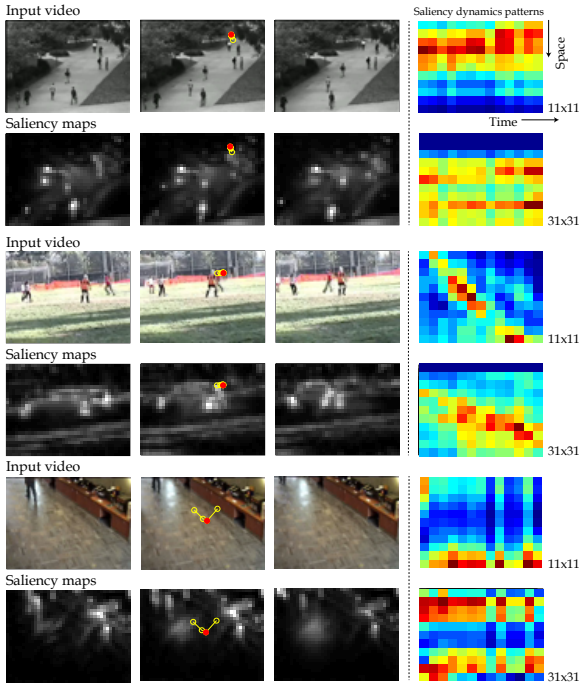 Input video
Saliency dynamics patterns
Space
11x11
Time
Saliency maps
31x31
Input video
11x11
Saliency maps
31x31
Input video
11x11
Saliency maps
31x31